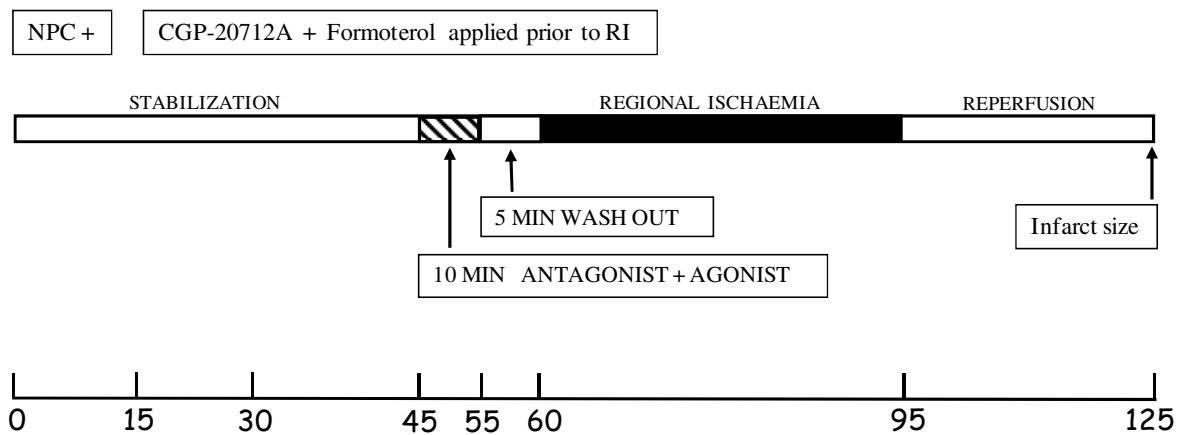 NPC +
CGP-20712A + Formoterol applied prior to RI
STABILIZATION
REGIONAL ISCHAEMIA
REPERFUSION
5 MIN WASH OUT
Infarct size
10 MIN ANTAGONIST + AGONIST
0 15 30 45 55 60 95 125